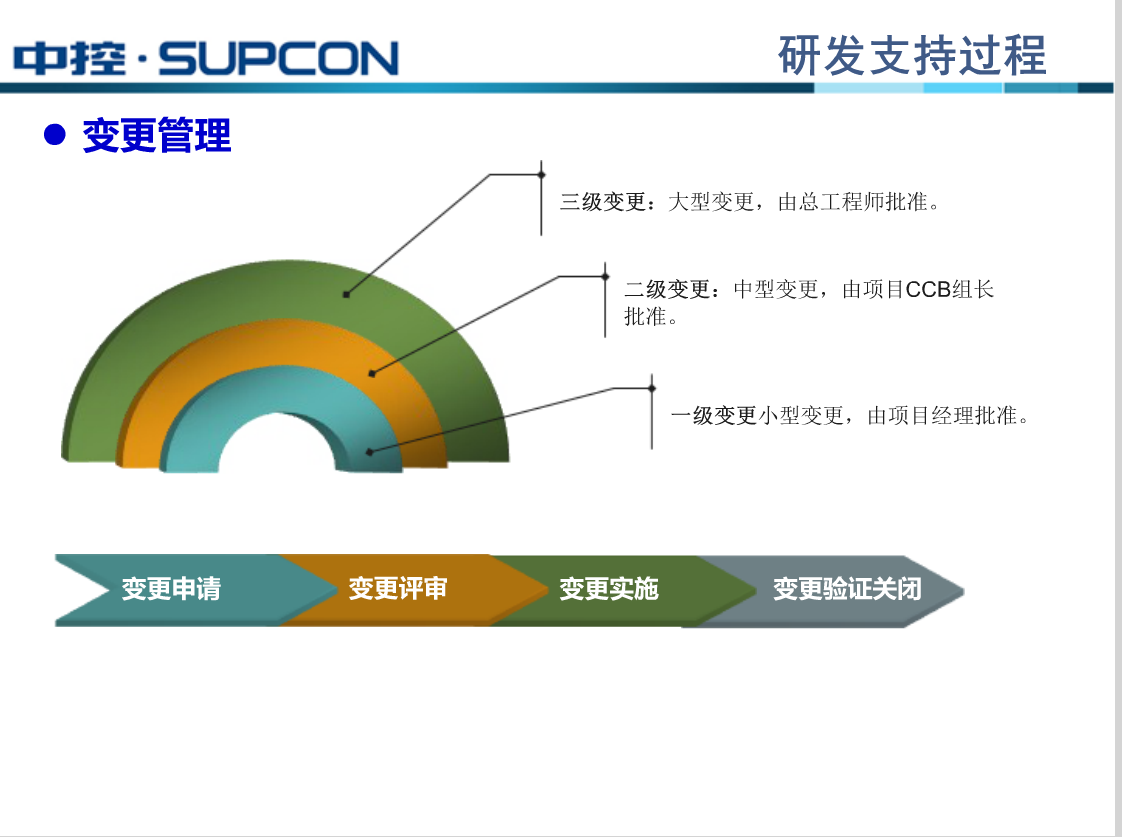 中控·SUPCON
研发支持过程
变更管理
三级变更：大型变更，由总工程师批准。
二级变更：中型变更，由项目CCB组长
批准。
一级变更小型变更，由项目经理批准。
变更申请
变更评审
变更实施
变更验证关闭